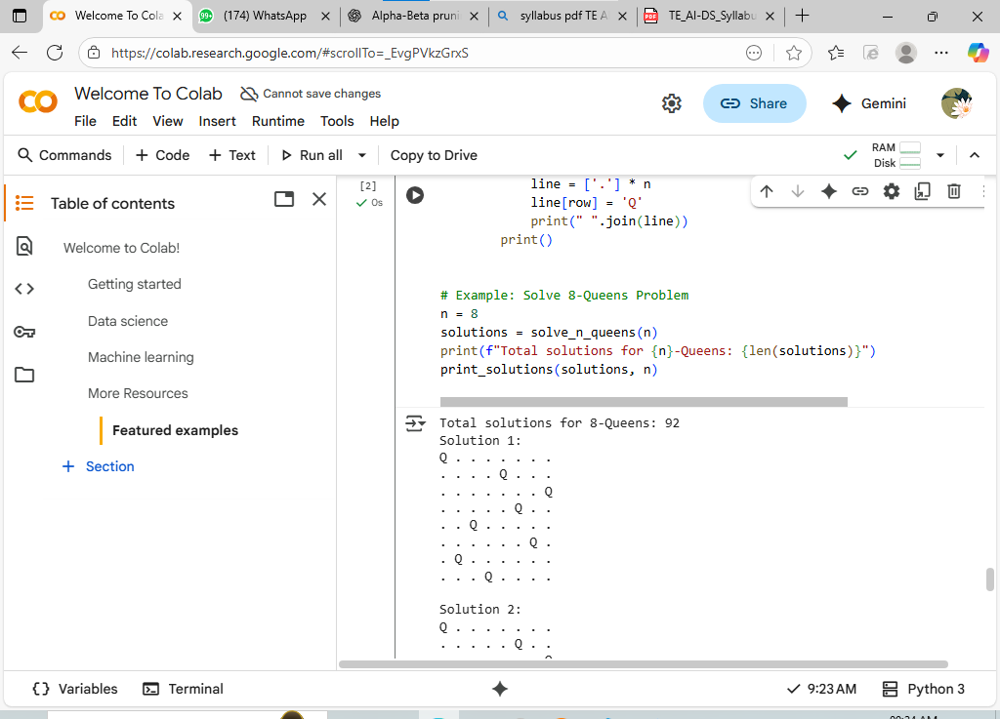 Welcome To Cola
(174) WhatsApp
Alpha-Beta pruni
syllabus pdf TE A
TE_AI-DS_Syllabu
99+
PDF
https://colab.research.google.com/#scrollTo=_EvgPVkzGrxS
Welcome To Colab
Cannot save changes
File Edit View Insert Runtime Tools Help
Share
Gemini
Commands + Code + Text Run all Copy to Drive
RAM
Disk
Table of contents
Welcome to Colab!
Getting started
Data science
Machine learning
More Resources
Featured examples
+ Section
[2]
0s
line = ['.'] * n
line[row] = 'Q'
print(" ".join(line))
print()
# Example: Solve 8-Queens Problem
n = 8
solutions = solve_n_queens(n)
print(f"Total solutions for {n}-Queens: {len(solutions)}")
print_solutions(solutions, n)
Total solutions for 8-Queens: 92
Solution 1:
Q . . . . . . .
. . . . Q . . .
. . . . . . . Q
. . . . . Q . .
. . Q . . . . .
. . . . . . Q .
. Q . . . . . .
. . . Q . . . .
Solution 2:
Q . . . . . . .
. . . . . Q . .
Variables
Terminal
9:23 AM
Python 3